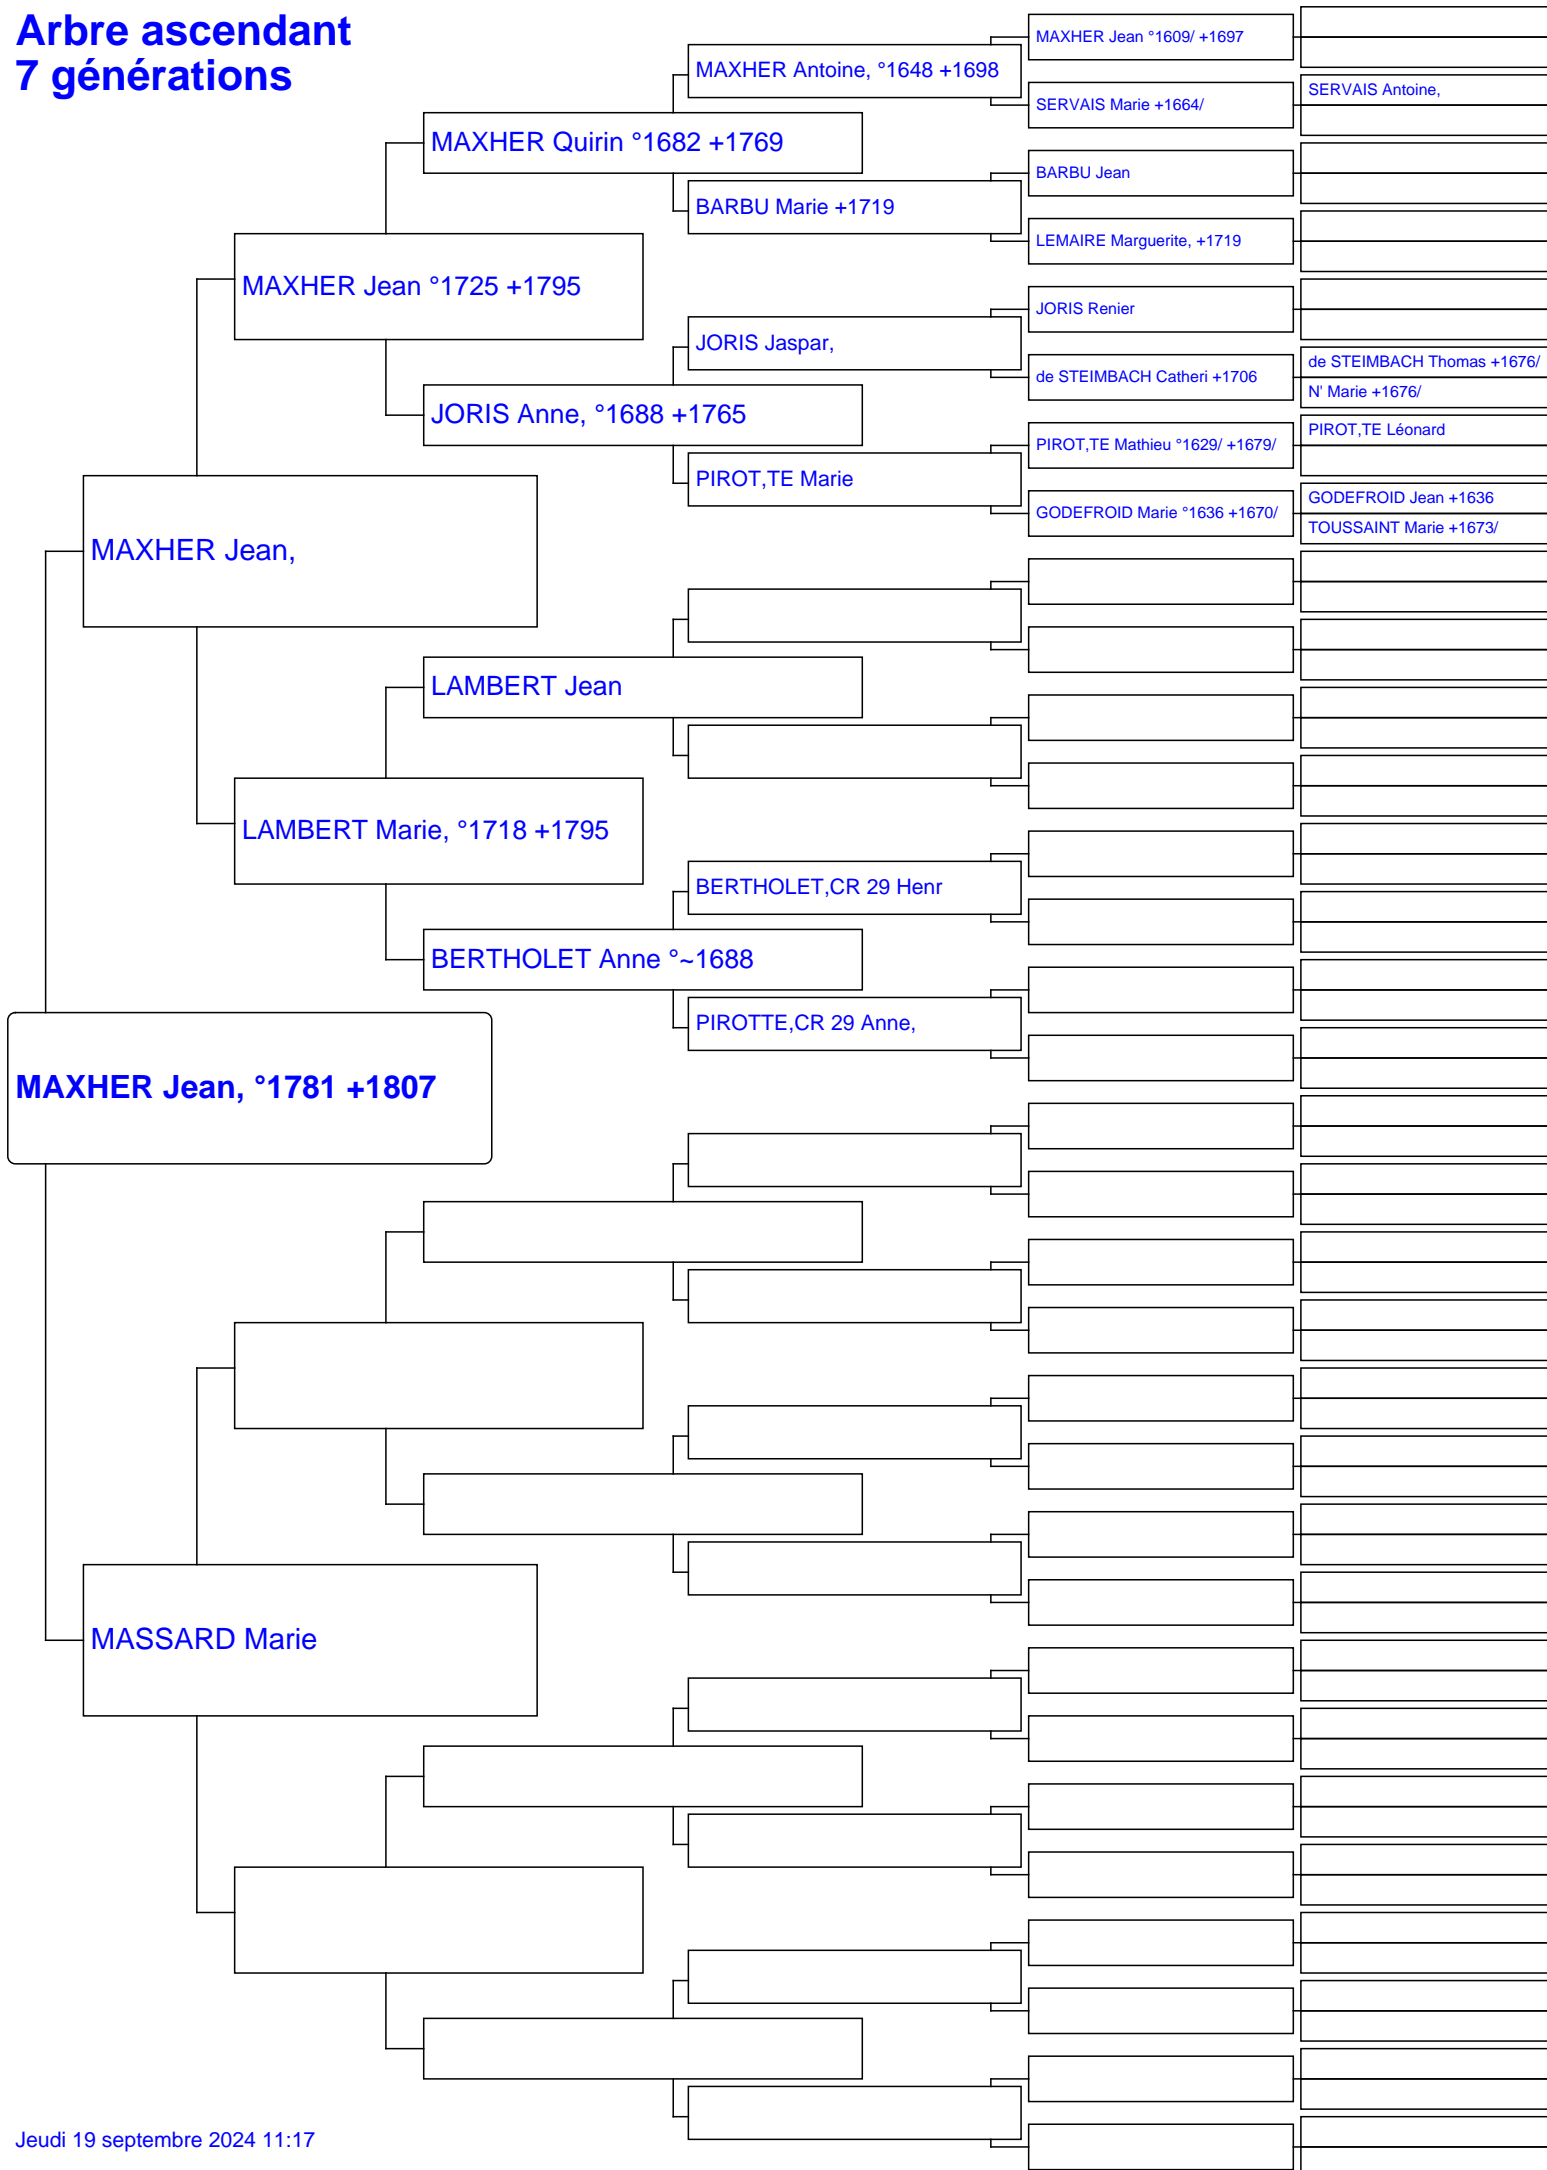 Arbre ascendant
7 générations
MAXHER Jean °1609/ +1697
MAXHER Antoine, °1648 +1698
SERVAIS Antoine,
SERVAIS Marie +1664/
MAXHER Quirin °1682 +1769
BARBU Jean
BARBU Marie +1719
LEMAIRE Marguerite, +1719
MAXHER Jean °1725 +1795
JORIS Renier
JORIS Jaspar,
de STEIMBACH Thomas +1676/
de STEIMBACH Catheri +1706
N' Marie +1676/
JORIS Anne, °1688 +1765
PIROT,TE Léonard
PIROT,TE Mathieu °1629/ +1679/
PIROT,TE Marie
GODEFROID Jean +1636
GODEFROID Marie °1636 +1670/
TOUSSAINT Marie +1673/
MAXHER Jean,
LAMBERT Jean
LAMBERT Marie, °1718 +1795
BERTHOLET,CR 29 Henr
BERTHOLET Anne °~1688
PIROTTE,CR 29 Anne,
MAXHER Jean, °1781 +1807
MASSARD Marie
Jeudi 19 septembre 2024 11:17